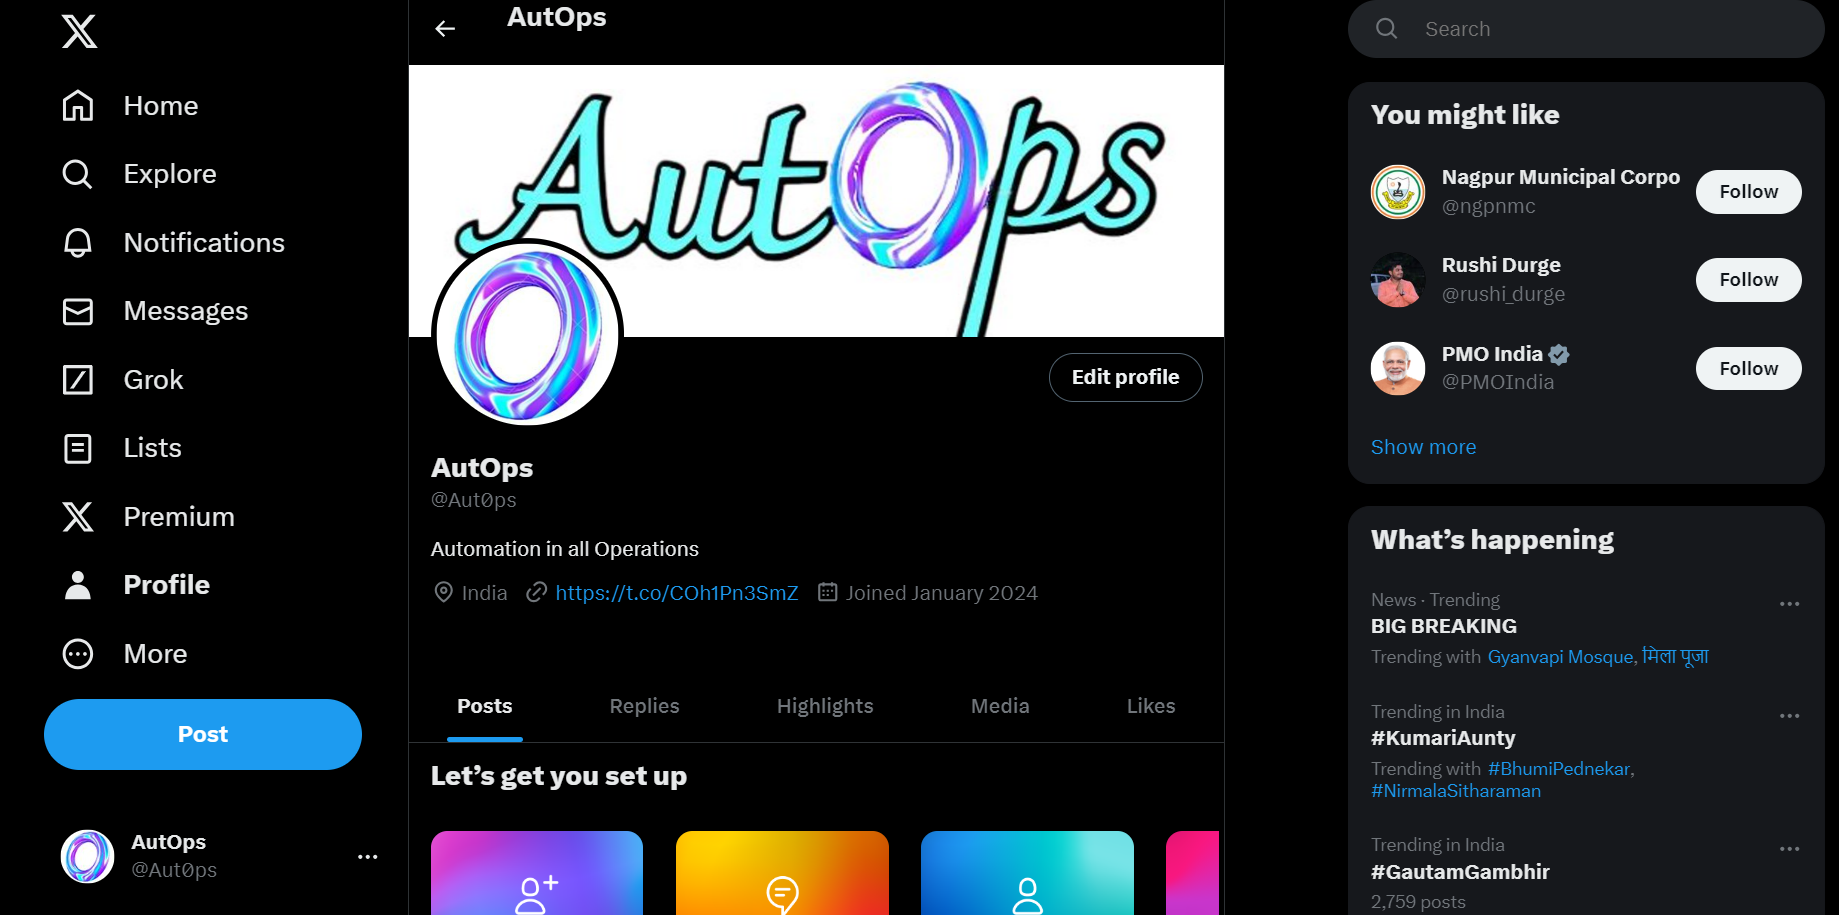 Home
Explore
Notifications
Messages
Grok
Lists
Premium
Profile
More
Post
AutOps
@Aut0ps
AutOps
AutOps
Edit profile
AutOps
@Aut0ps
Automation in all Operations
India https://t.co/COh1Pn3SmZ Joined January 2024
Posts Replies Highlights Media Likes
Let's get you set up
Search
You might like
Nagpur Municipal Corpo
@ngpnmc
Follow
Rushi Durge
@rushi_durge
Follow
PMO India
@PMOIndia
Follow
Show more
What's happening
News · Trending
BIG BREAKING
Trending with Gyanvapi Mosque, मिला पूजा
Trending in India
#KumariAunty
Trending with #BhumiPednekar,
#NirmalaSitharaman
Trending in India
#GautamGambhir
2,759 posts